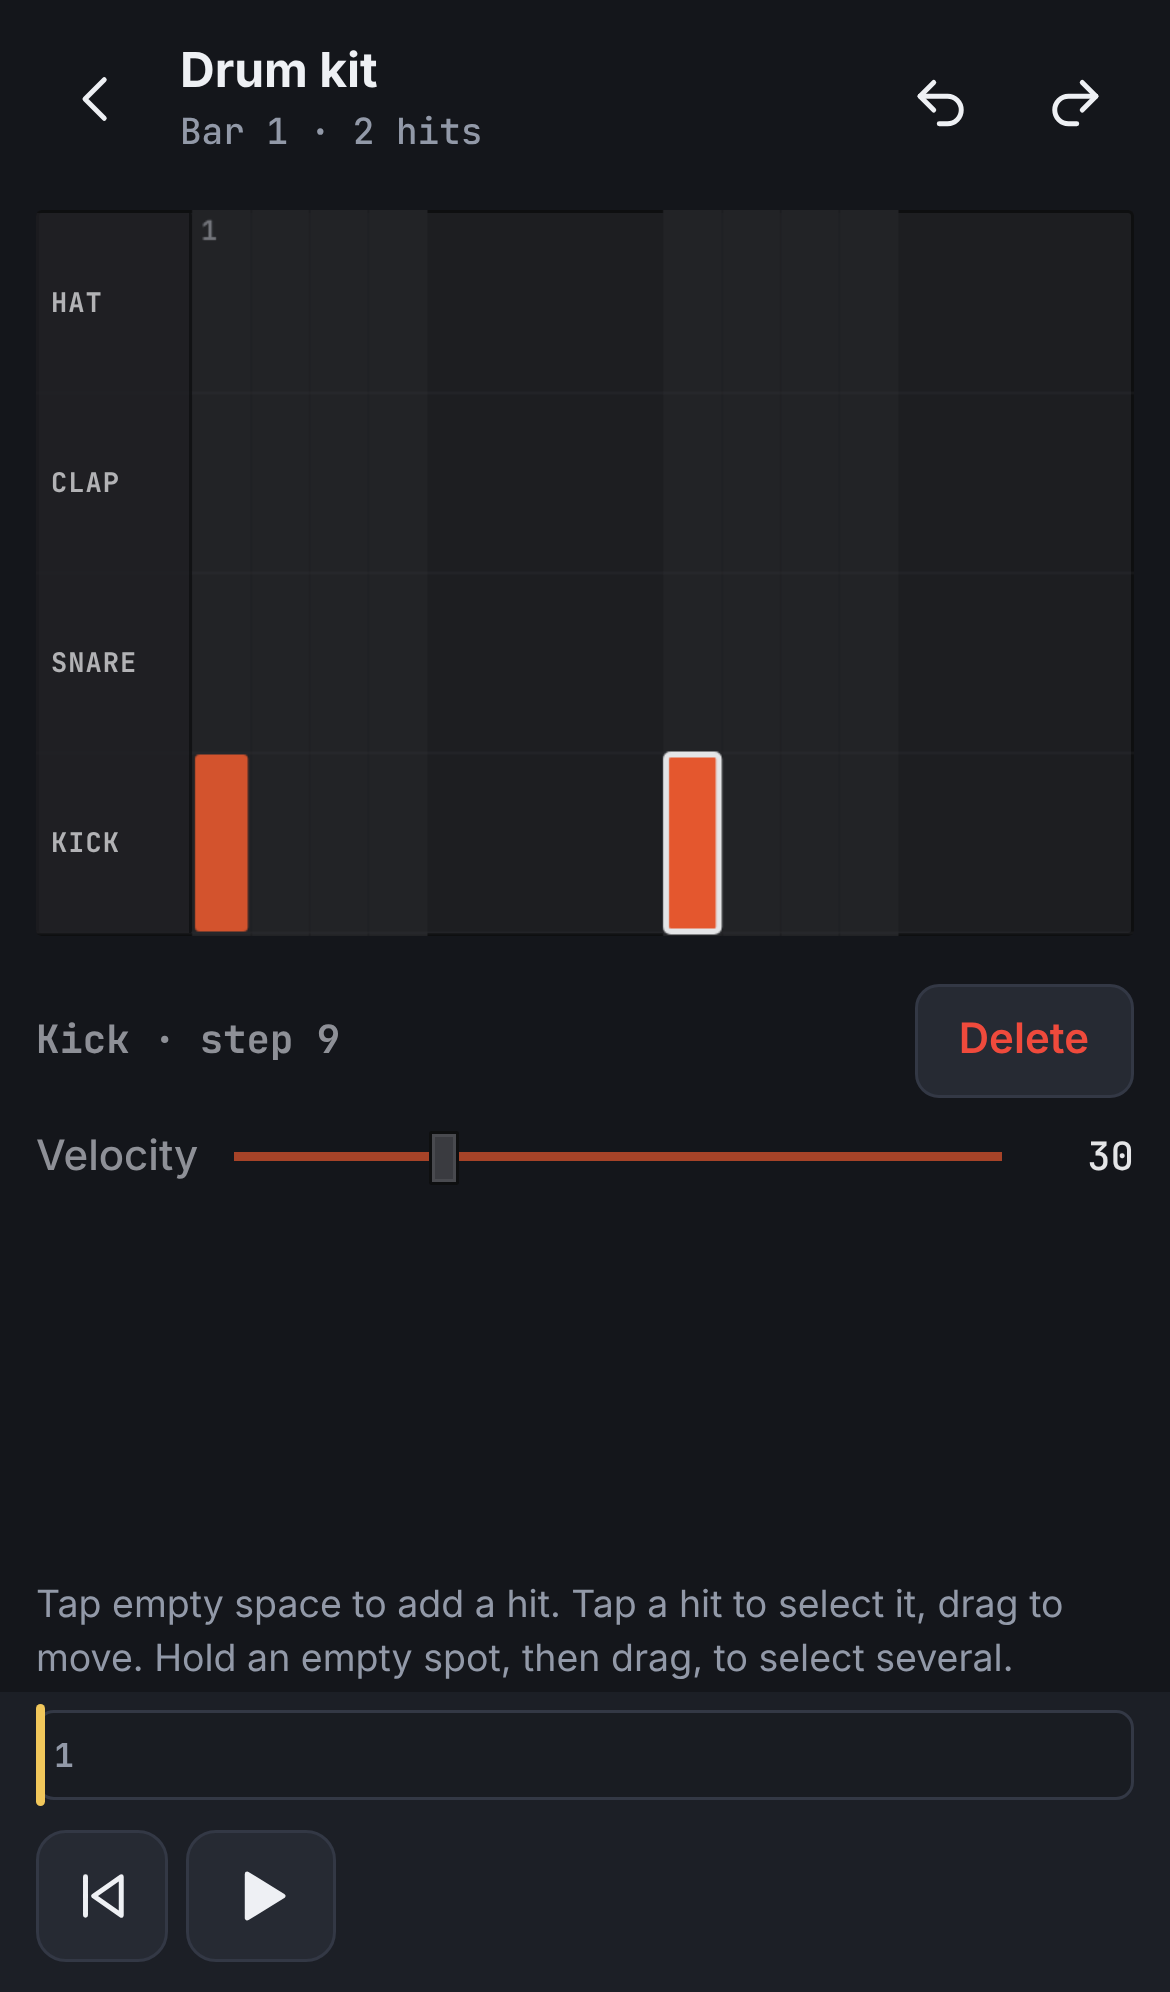 Drum kit
Bar 1 · 2 hits
1
HAT
CLAP
SNARE
KICK
Kick · step 9
Delete
Velocity
30
Tap empty space to add a hit. Tap a hit to select it, drag to
move. Hold an empty spot, then drag, to select several.
1